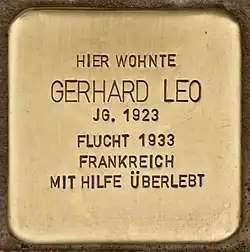 HIER WOHNTE
GERHARD LEO
JG. 1923
FLUCHT 1933
FRANKREICH
MIT HILFE ÜBERLEBT